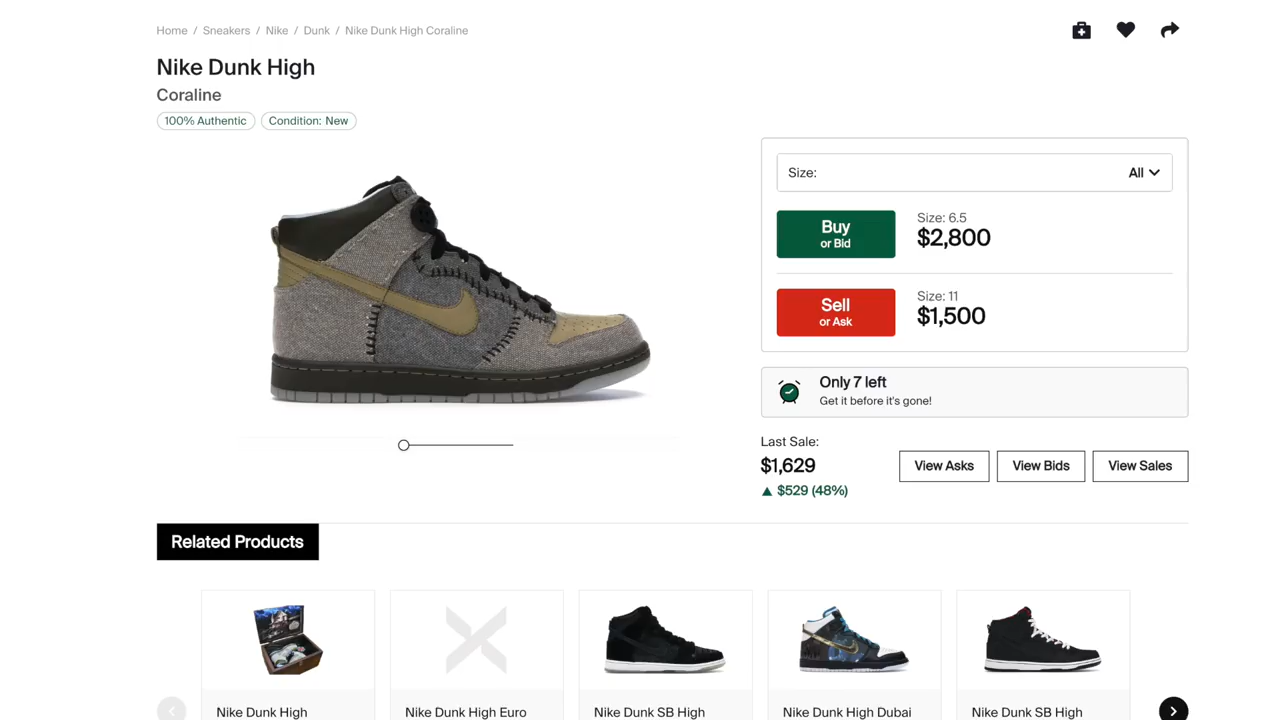 Home / Sneakers / Nike / Dunk / Nike Dunk High Coraline
Nike Dunk High
Coraline
100% Authentic
Condition: New
Size:
All
Buy
or Bid
Size: 6.5
$2,800
Sell
or Ask
Size: 11
$1,500
Only 7 left
Get it before it's gone!
Last Sale:
$1,629
▲ $529 (48%)
View Asks
View Bids
View Sales
Related Products
Nike Dunk High
Nike Dunk High Euro
Nike Dunk SB High
Nike Dunk High Dubai
Nike Dunk SB High